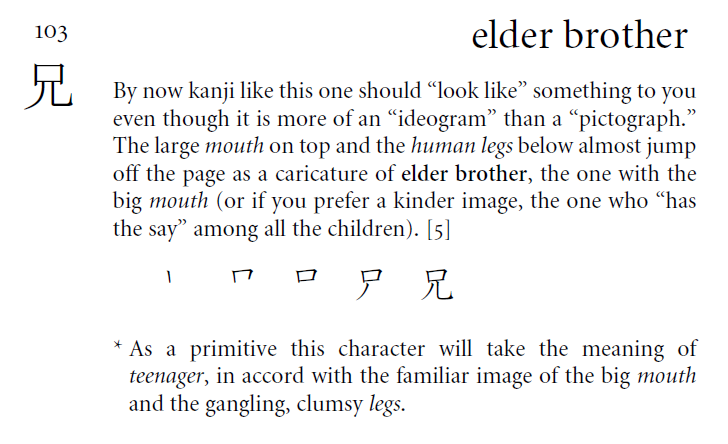 103
elder brother
兄
By now kanji like this one should “look like” something to you
even though it is more of an “ideogram” than a “pictograph.”
The large mouth on top and the human legs below almost jump
off the page as a caricature of elder brother, the one with the
big mouth (or if you prefer a kinder image, the one who “has
the say” among all the children). [5]
丨 𠃍 口 尸 兄
* As a primitive this character will take the meaning of
teenager, in accord with the familiar image of the big mouth
and the gangling, clumsy legs.